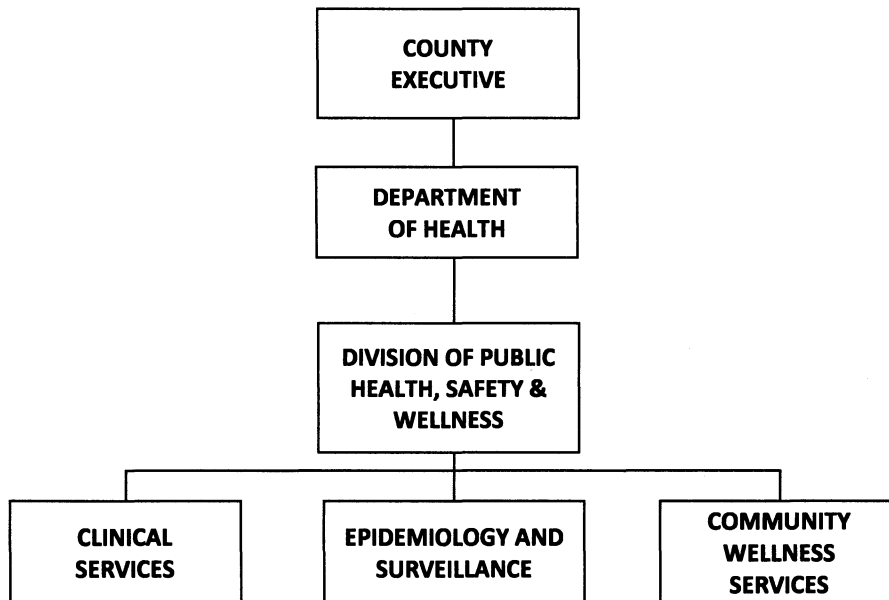 COUNTY
EXECUTIVE
DEPARTMENT
OF HEALTH
DIVISION OF PUBLIC
HEALTH, SAFETY &
WELLNESS
CLINICAL
SERVICES
EPIDEMIOLOGY AND
SURVEILLANCE
COMMUNITY
WELLNESS
SERVICES